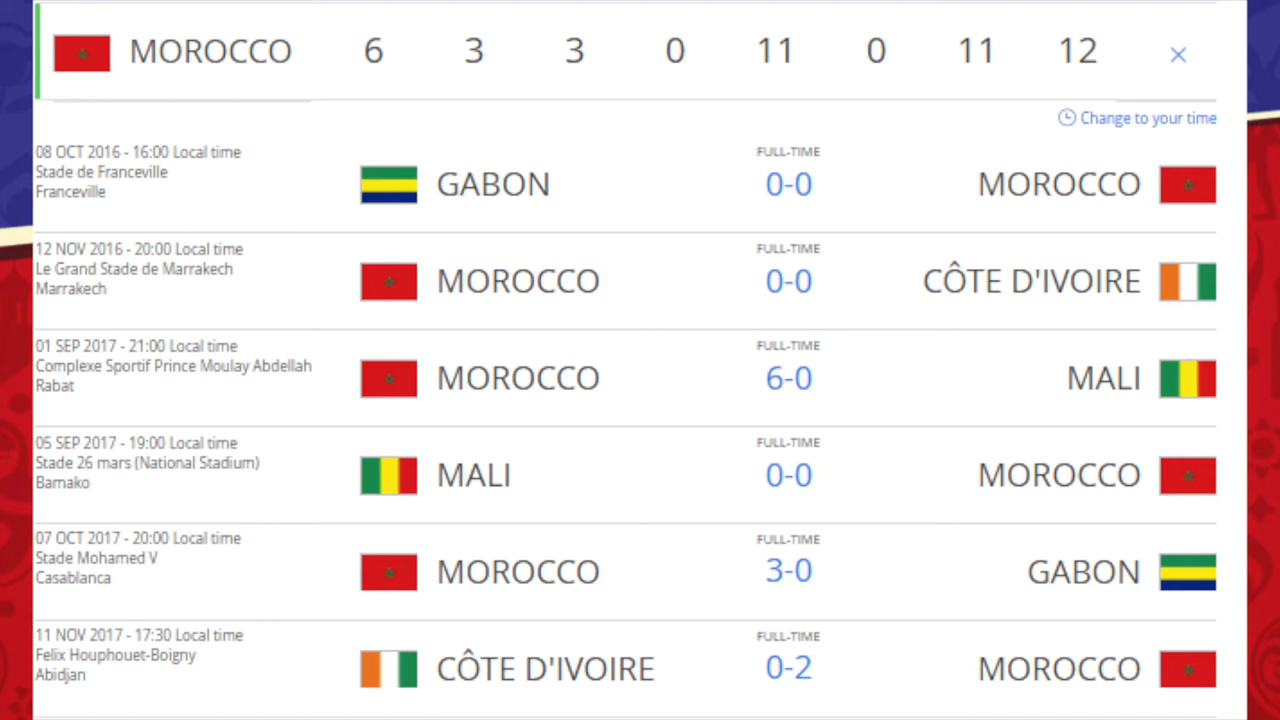 MOROCCO 6 3 3 0 11 0 11 12 ×
Change to your time
08 OCT 2016 - 16:00 Local time
Stade de Franceville
Franceville
GABON
FULL-TIME
0-0
MOROCCO
12 NOV 2016 - 20:00 Local time
Le Grand Stade de Marrakech
Marrakech
MOROCCO
FULL-TIME
0-0
CÔTE D'IVOIRE
01 SEP 2017 - 21:00 Local time
Complexe Sportif Prince Moulay Abdellah
Rabat
MOROCCO
FULL-TIME
6-0
MALI
05 SEP 2017 - 19:00 Local time
Stade 26 mars (National Stadium)
Bamako
MALI
FULL-TIME
0-0
MOROCCO
07 OCT 2017 - 20:00 Local time
Stade Mohamed V
Casablanca
MOROCCO
FULL-TIME
3-0
GABON
11 NOV 2017 - 17:30 Local time
Felix Houphouet-Boigny
Abidjan
CÔTE D'IVOIRE
FULL-TIME
0-2
MOROCCO